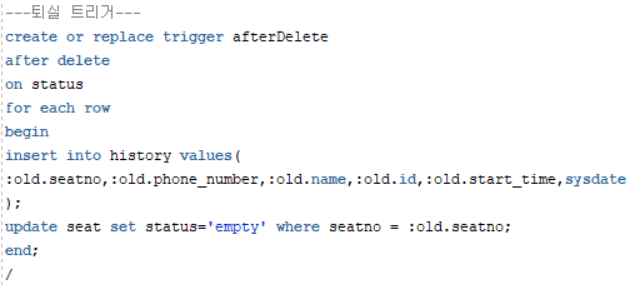 ---퇴실 트리거---
create or replace trigger afterDelete
after delete
on status
for each row
begin
insert into history values(
:old.seatno,:old.phone_number,:old.name,:old.id,:old.start_time,sysdate
);
update seat set status='empty' where seatno = :old.seatno;
end;
/